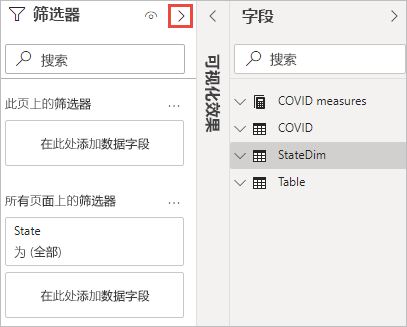 筛选器
搜索
此页上的筛选器
在此处添加数据字段
所有页面上的筛选器
State
为 (全部)
在此处添加数据字段
可视化效果
字段
搜索
COVID measures
COVID
StateDim
Table